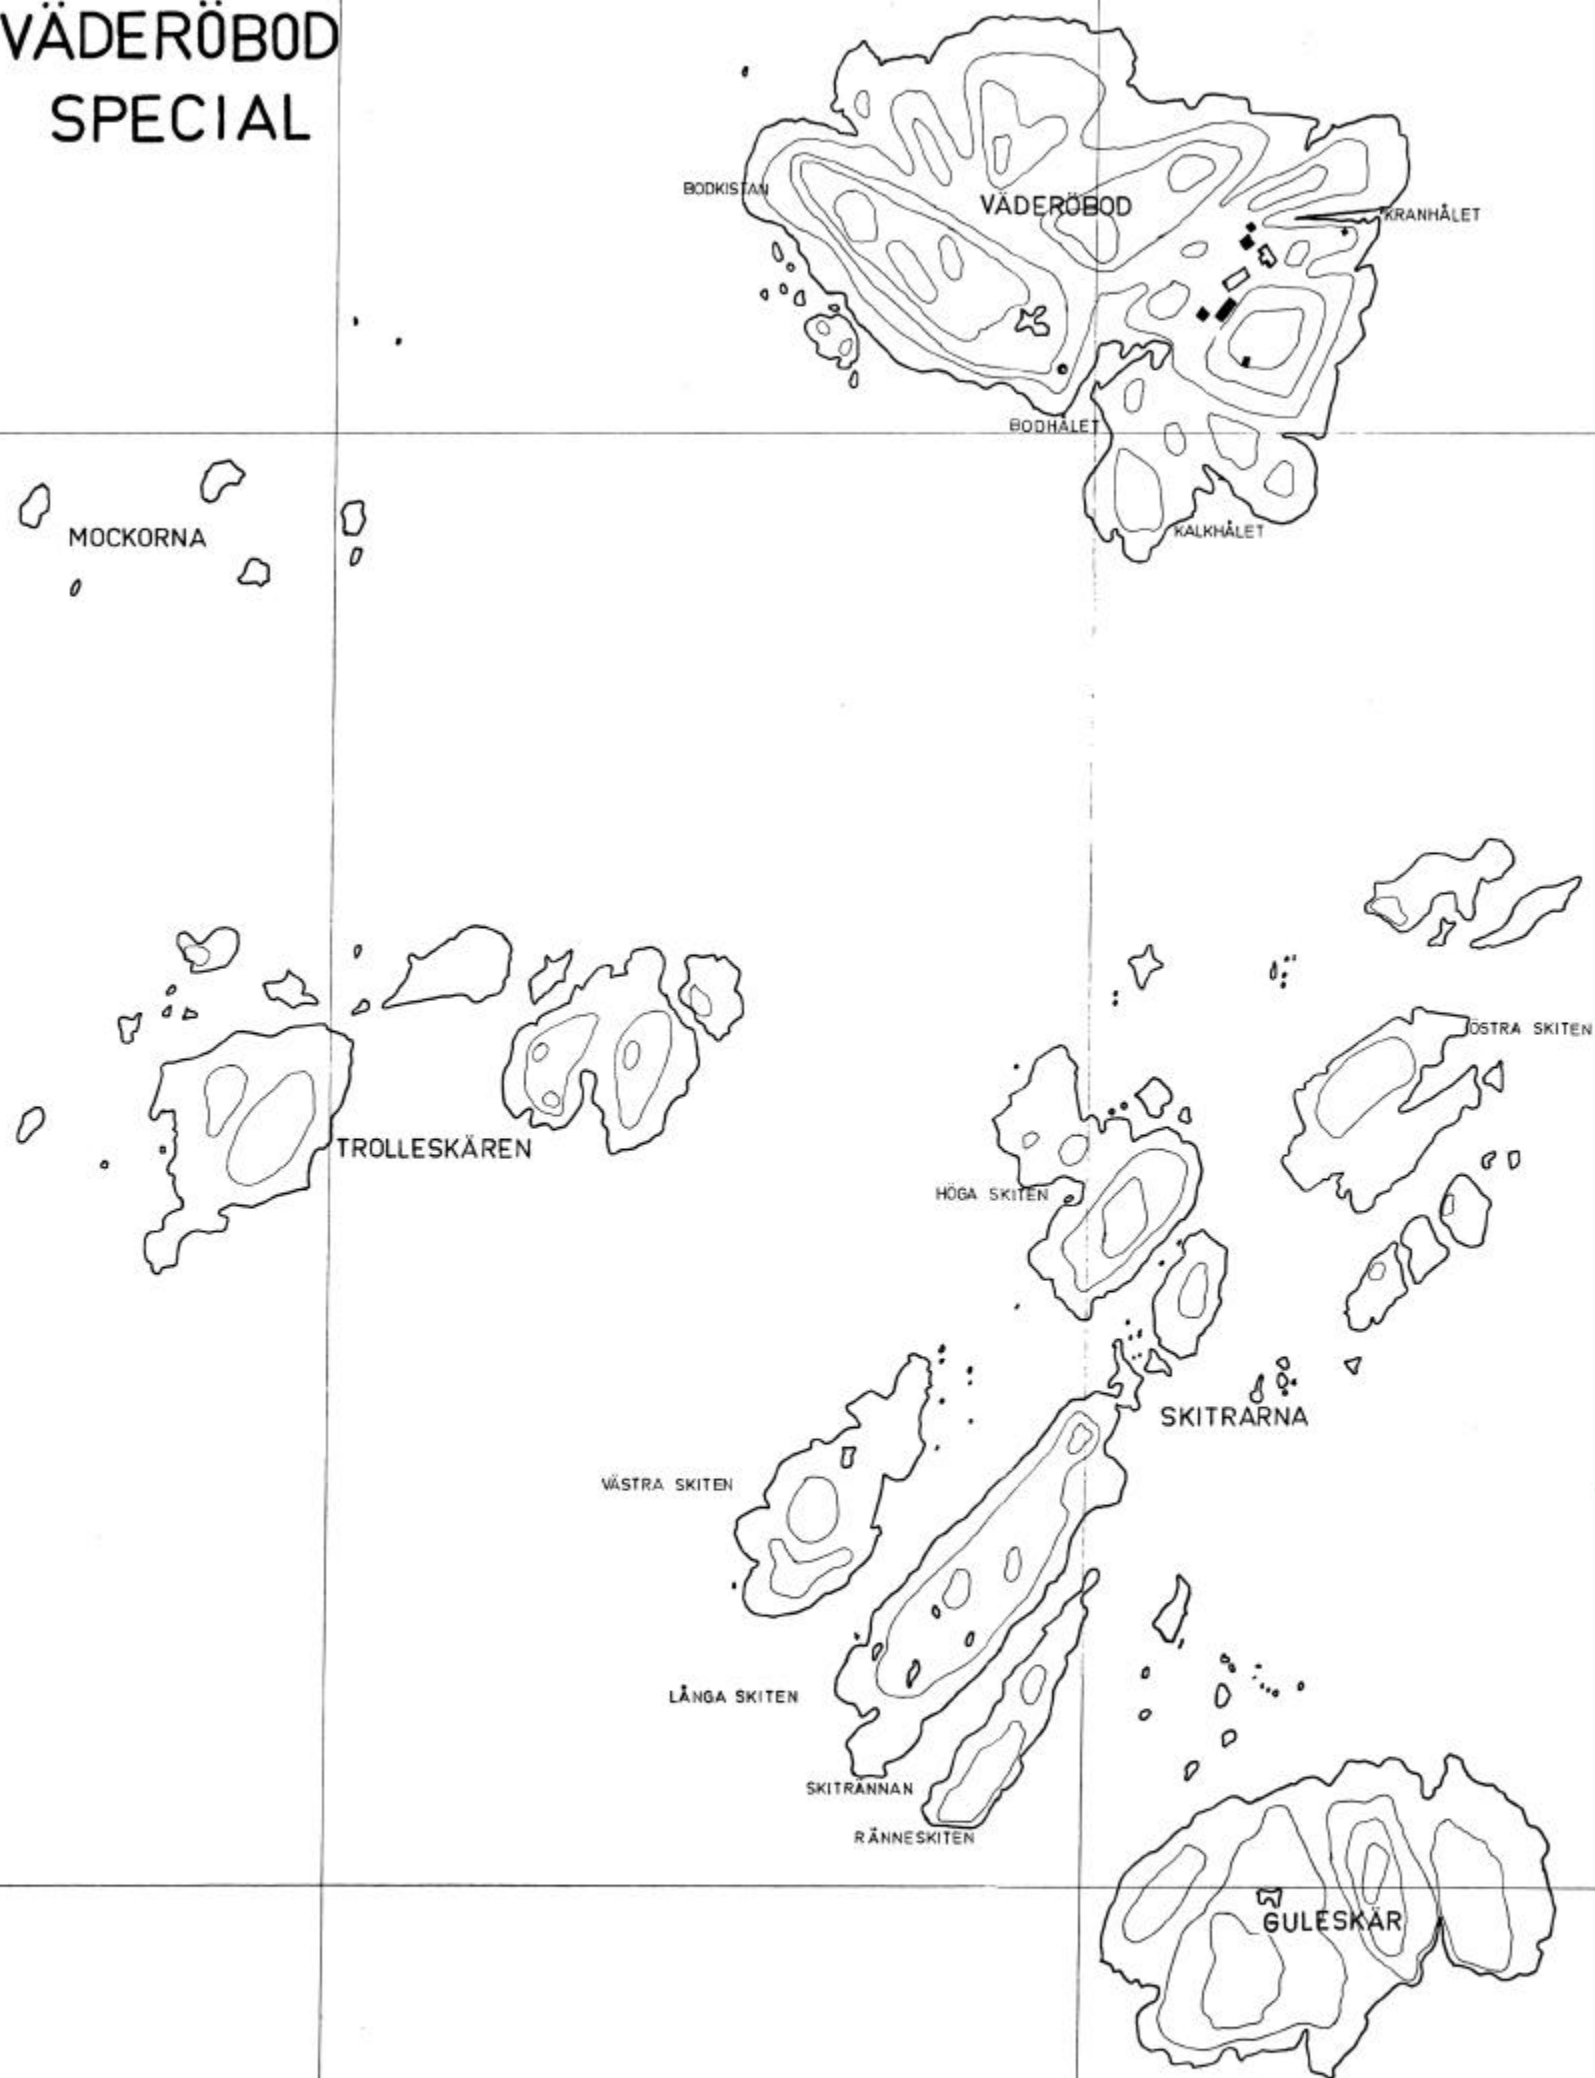 VÄDERÖBOD
SPECIAL
BODKISTAN
VÄDERÖBOD
KRANHÅLET
BODHÅLET
KALKHÅLET
MOCKORNA
ÖSTRA SKITEN
TROLLESKÄREN
HÖGA SKITEN
SKITRARNA
VÄSTRA SKITEN
LÅNGA SKITEN
SKITRÄNNAN
RÄNNESKITEN
GULESKÄR